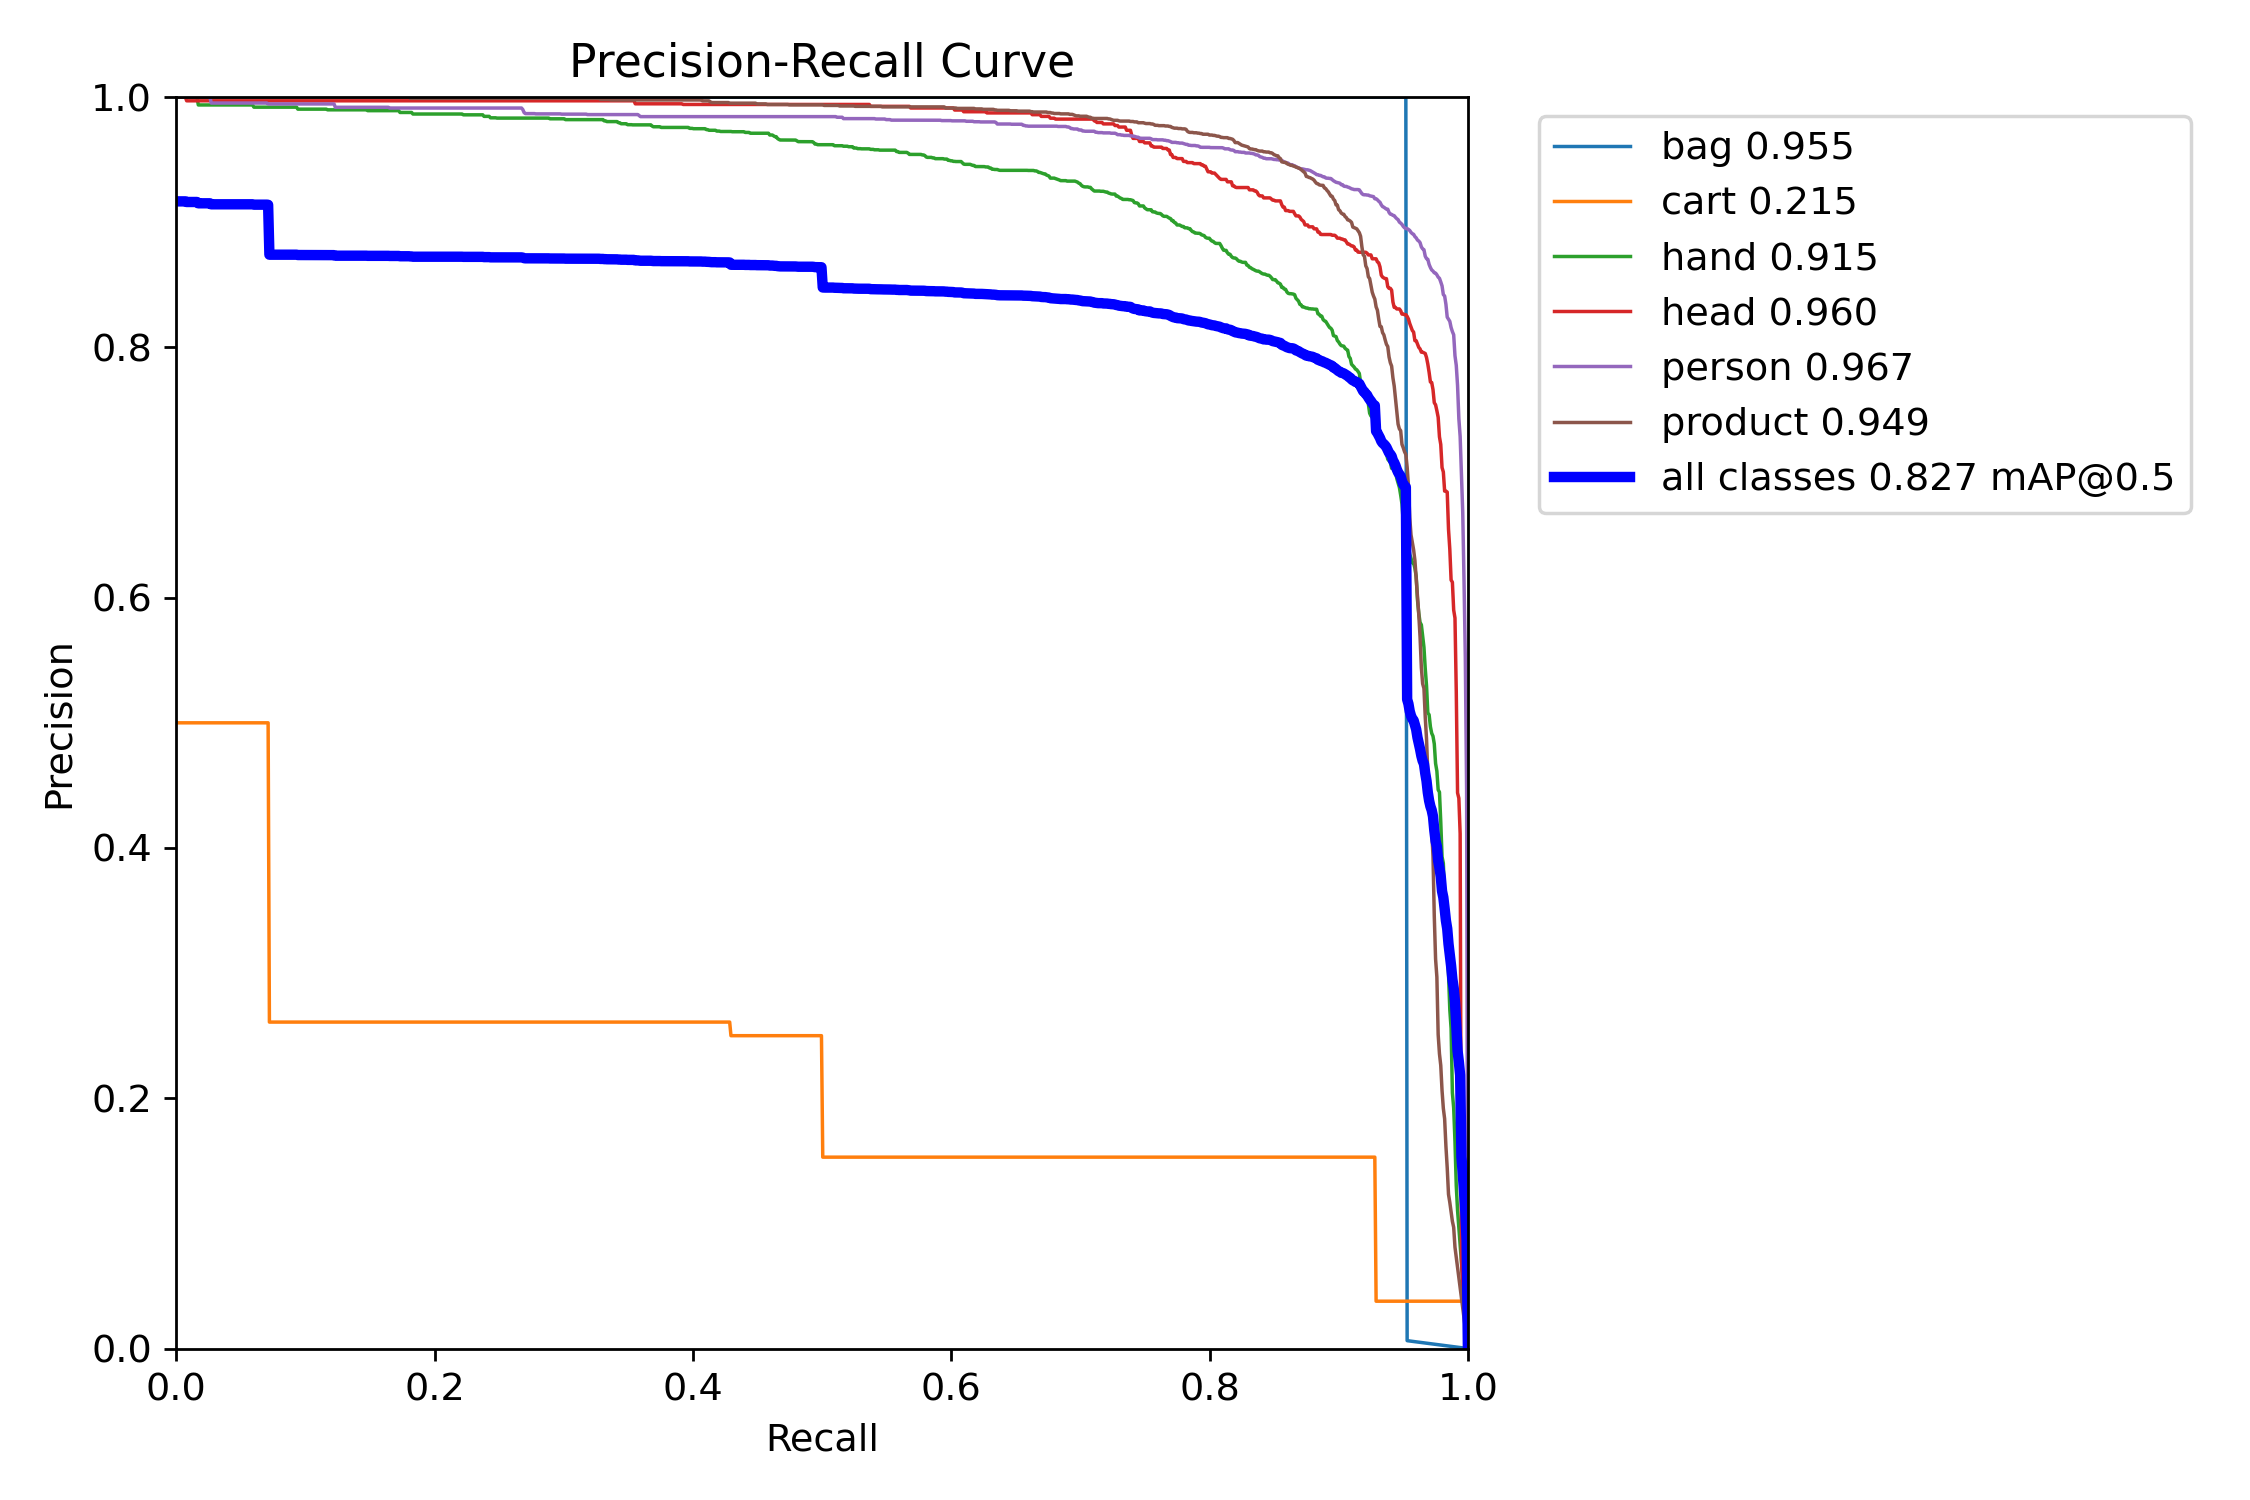 Precision-Recall Curve
1.0
0.8
0.6
0.4
0.2
0.0
Precision
0.0 0.2 0.4 0.6 0.8 1.0
Recall
bag 0.955
cart 0.215
hand 0.915
head 0.960
person 0.967
product 0.949
all classes 0.827 mAP@0.5